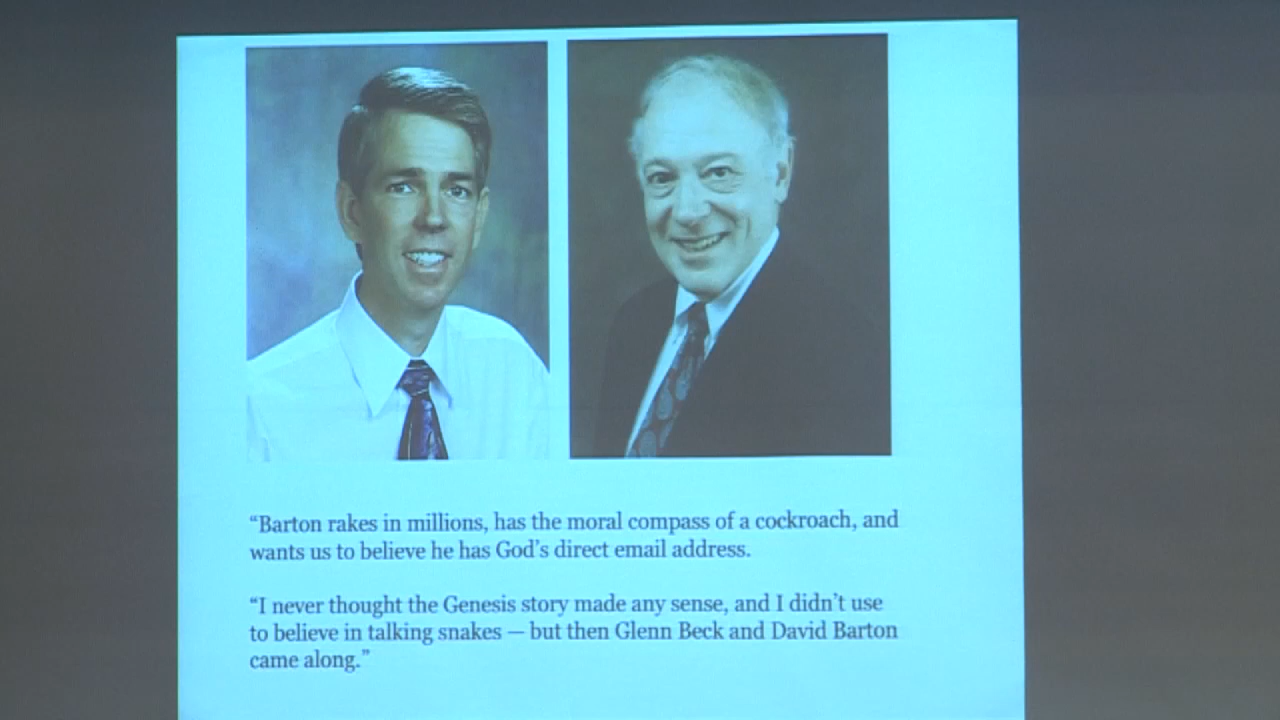 “Barton rakes in millions, has the moral compass of a cockroach, and
wants us to believe he has God’s direct email address.
“I never thought the Genesis story made any sense, and I didn’t use
to believe in talking snakes — but then Glenn Beck and David Barton
came along.”